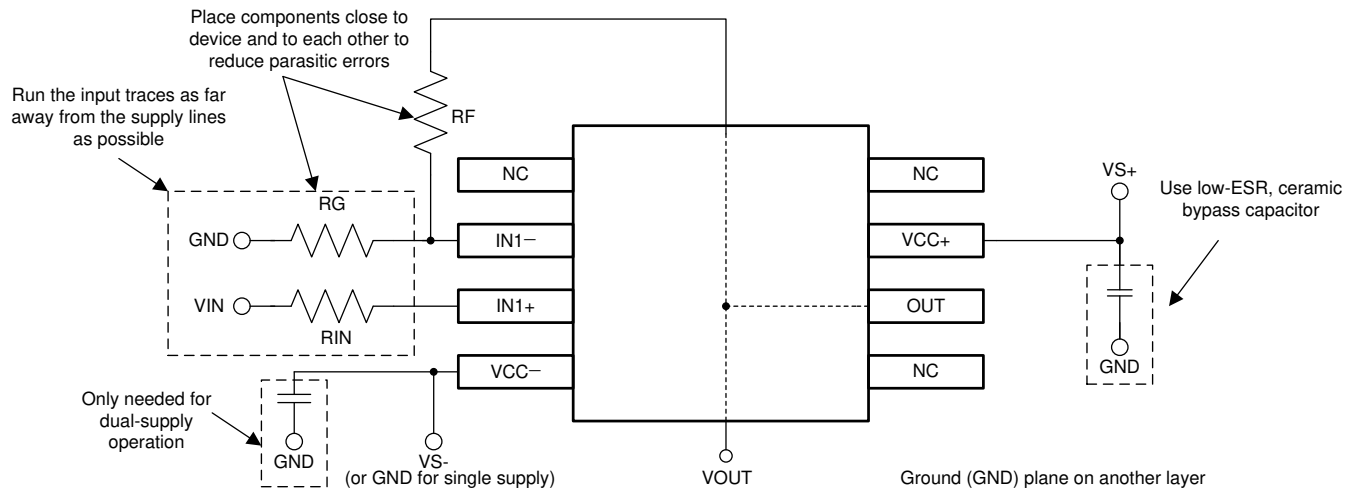 Place components close to
device and to each other to
reduce parasitic errors
Run the input traces as far
away from the supply lines
as possible
RF
NC
NC
VS+
Use low-ESR, ceramic
bypass capacitor
RG
GND
IN1−
VCC+
VIN
IN1+
OUT
RIN
GND
VCC−
NC
Only needed for
dual-supply
operation
GND
VS-
(or GND for single supply)
VOUT
Ground (GND) plane on another layer